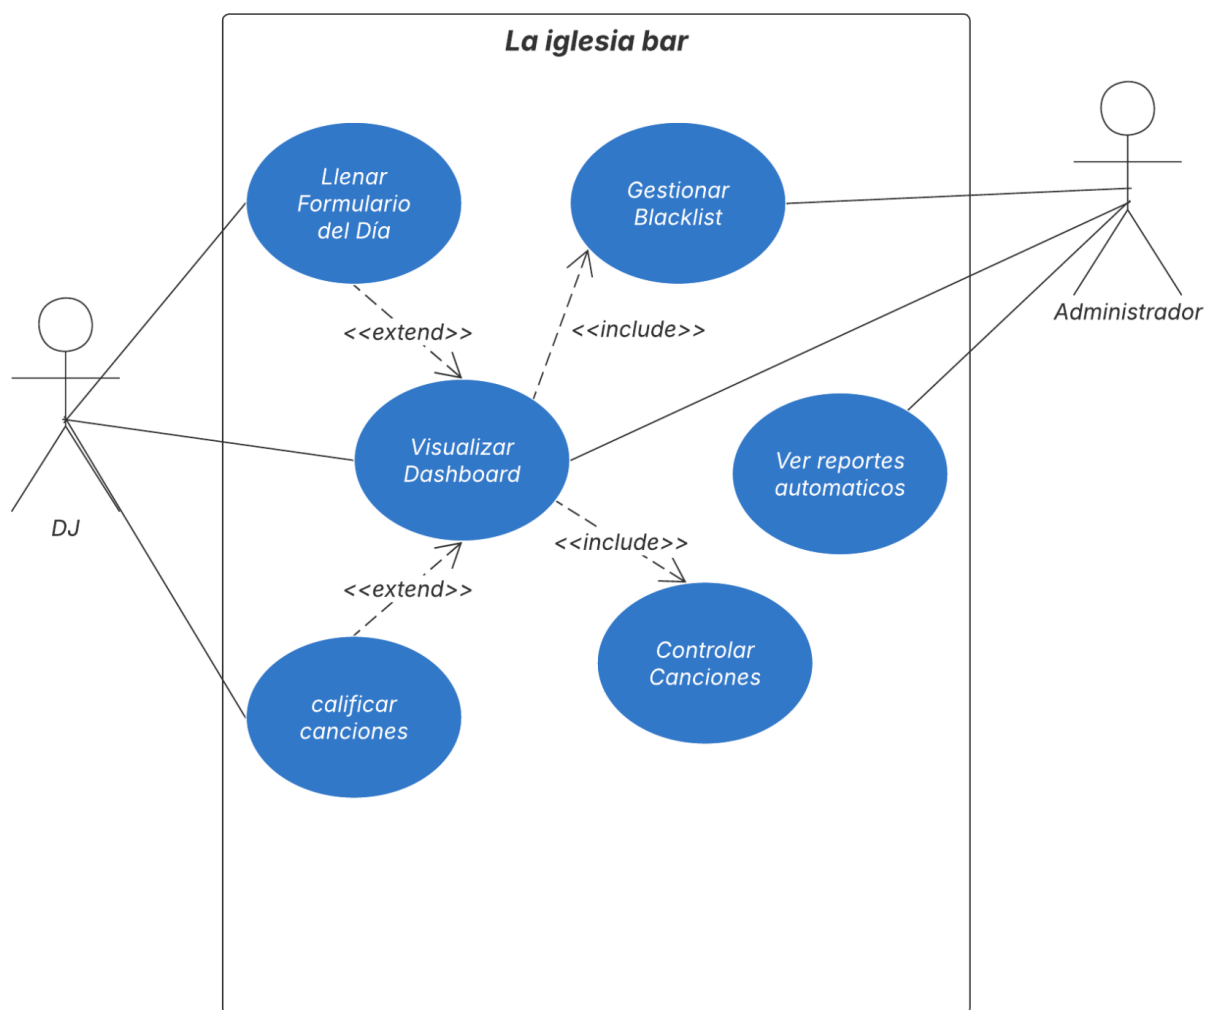 La iglesia bar
Llenar
Formulario
del Día
Gestionar
Blacklist
Administrador
<<extend>>
<<include>>
Visualizar
Dashboard
Ver reportes
automaticos
DJ
<<include>>
<<extend>>
Controlar
Canciones
calificar
canciones